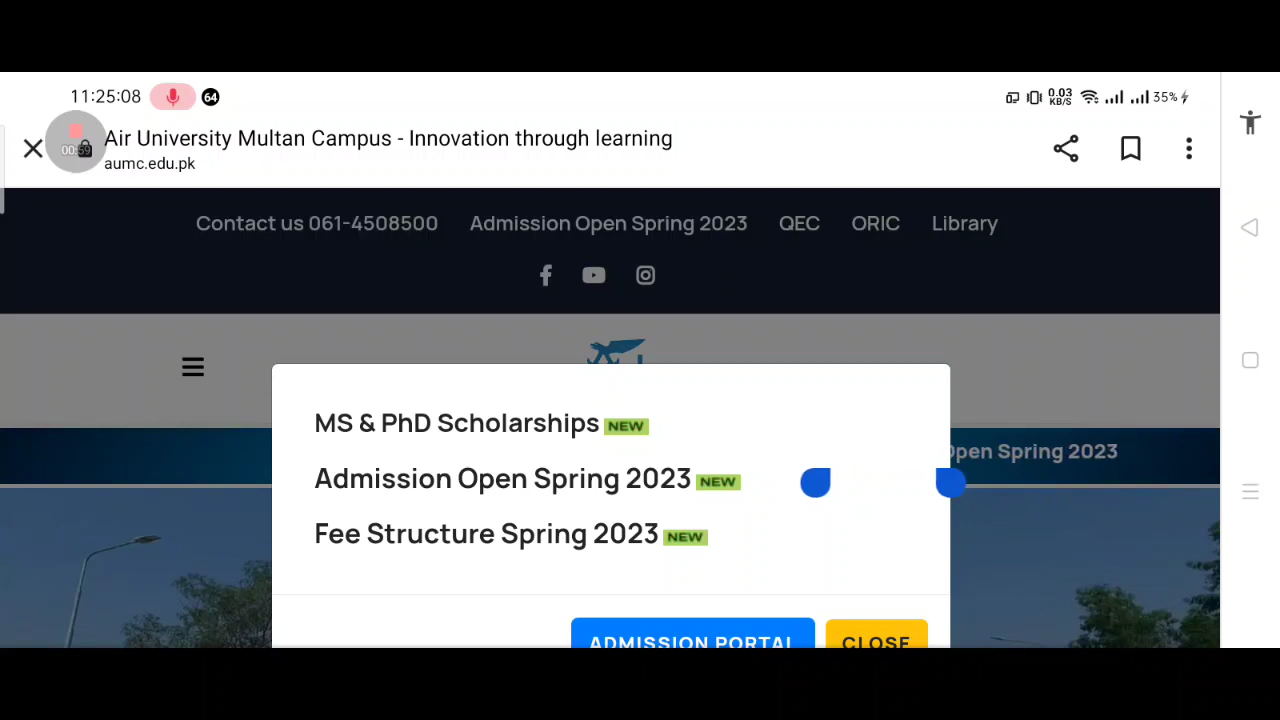 11:25:08
64
0.03
KB/S
35%
Air University Multan Campus - Innovation through learning
00:59
aumc.edu.pk
Contact us 061-4508500 Admission Open Spring 2023 QEC ORIC Library
MS & PhD Scholarships NEW
Open Spring 2023
Admission Open Spring 2023 NEW
Fee Structure Spring 2023 NEW
ADMISSION PORTAL CLOSE